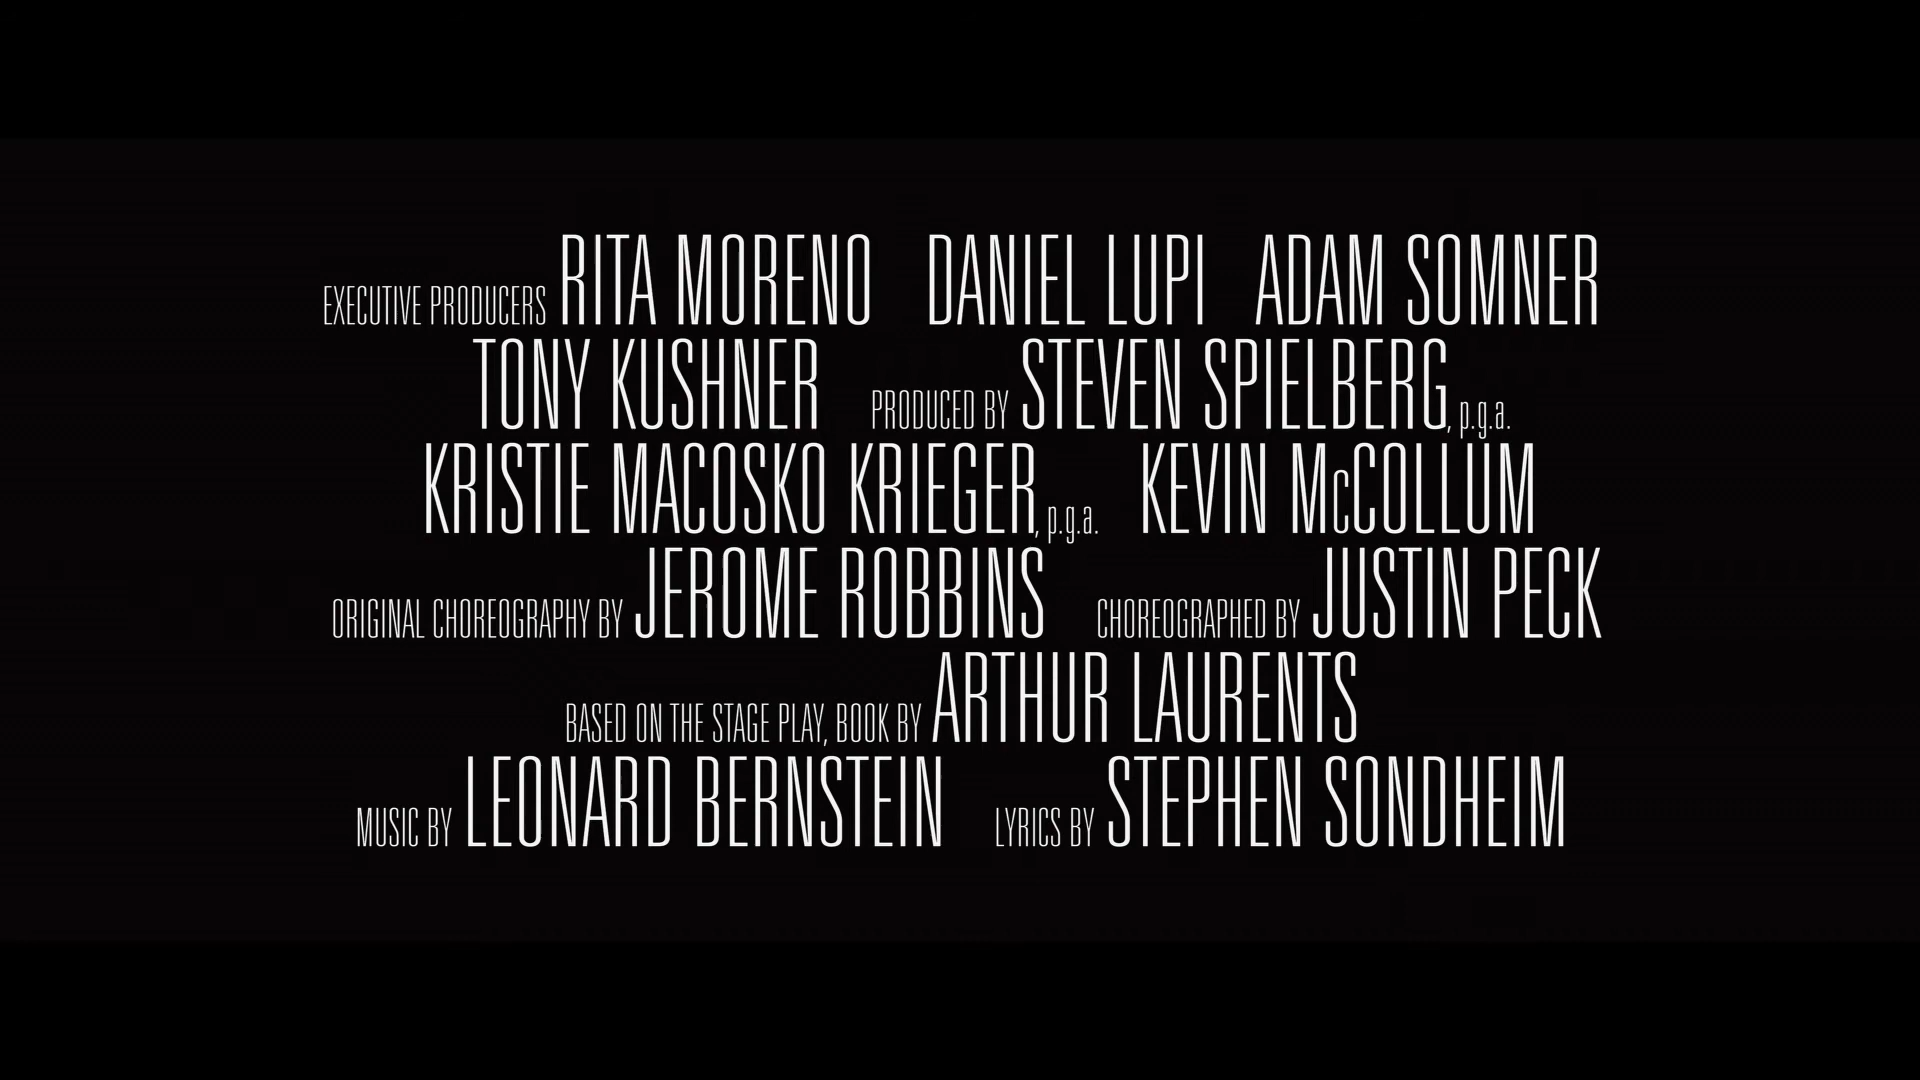 EXECUTIVE PRODUCERS RITA MORENO DANIEL LUPI ADAM SOMNER
TONY KUSHNER PRODUCED BY STEVEN SPIELBERG, p.g.a.
KRISTIE MACOSKO KRIEGER, p.g.a. KEVIN McCOLLUM
ORIGINAL CHOREOGRAPHY BY JEROME ROBBINS CHOREOGRAPHED BY JUSTIN PECK
BASED ON THE STAGE PLAY, BOOK BY ARTHUR LAURENTS
MUSIC BY LEONARD BERNSTEIN LYRICS BY STEPHEN SONDHEIM